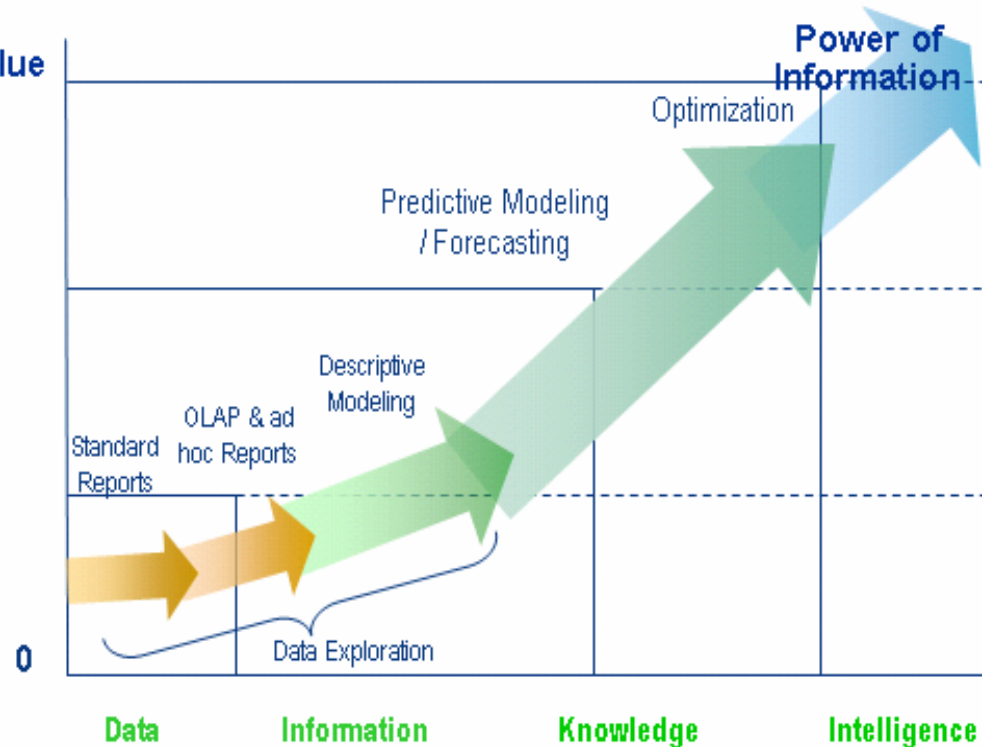 lue
Power of
Information
Optimization
Predictive Modeling
/ Forecasting
Descriptive
Modeling
OLAP & ad
hoc Reports
Standard
Reports
Data Exploration
0
Data
Information
Knowledge
Intelligence